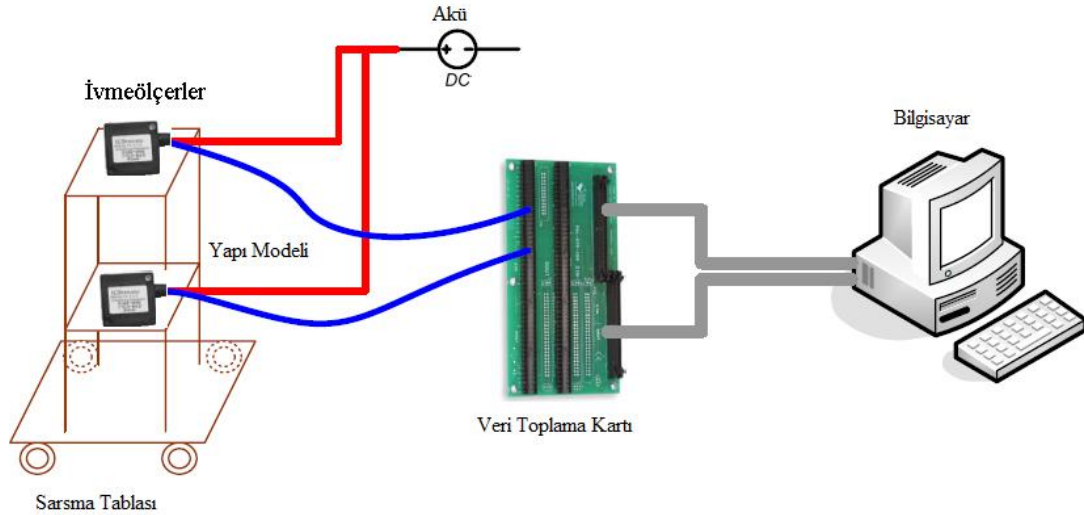 Akü
+ -
DC
İvmeölçerler
Bilgisayar
Yapı Modeli
Veri Toplama Kartı
Sarsma Tablası